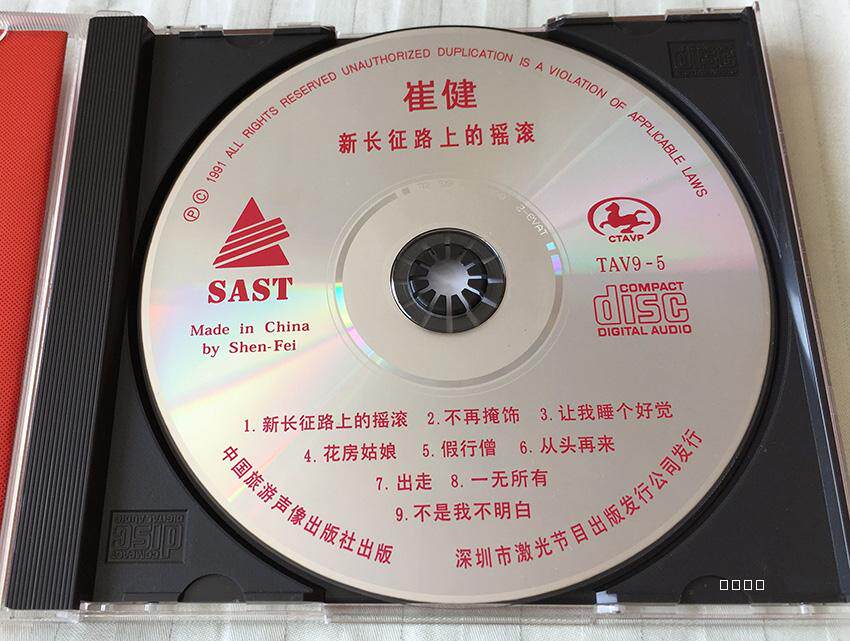 Ⓟ © 1991 ALL RIGHTS RESERVED UNAUTHORIZED DUPLICATION IS A VIOLATION OF APPLICABLE LAWS
崔健
新长征路上的摇滚
SAST
Made in China
by Shen-Fei
CTAVP
TAV9-5
COMPACT
disc
DIGITAL AUDIO
1.新长征路上的摇滚 2.不再掩饰 3.让我睡个好觉
4.花房姑娘 5.假行僧 6.从头再来
7.出走 8.一无所有
9.不是我不明白
中国旅游声像出版社出版
深圳市激光节目出版发行公司发行
COMPACT
disc
DIGITAL AUDIO